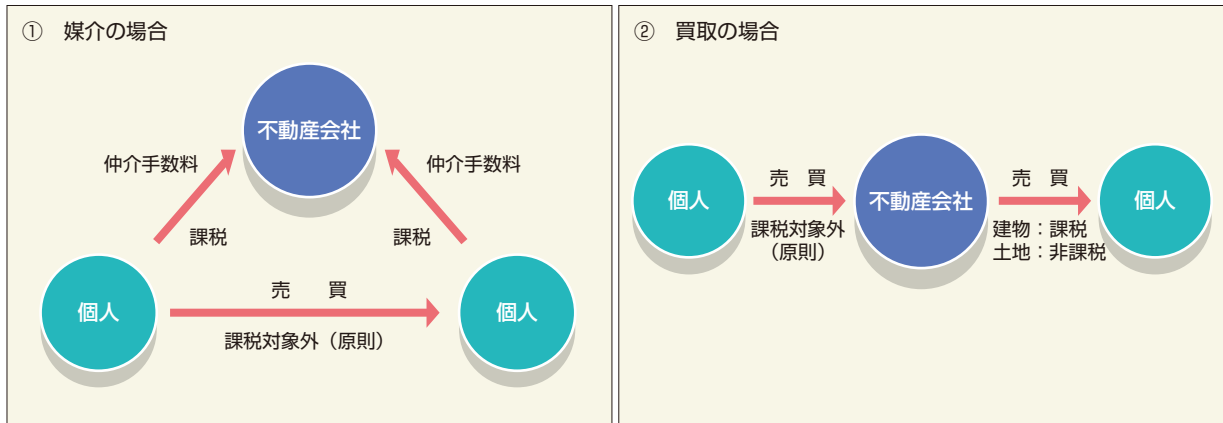 ① 媒介の場合
不動産会社
仲介手数料
仲介手数料
課税
課税
個人
売　買
個人
課税対象外（原則）
② 買取の場合
個人
売　買
課税対象外
（原則）
不動産会社
売　買
建物：課税
土地：非課税
個人